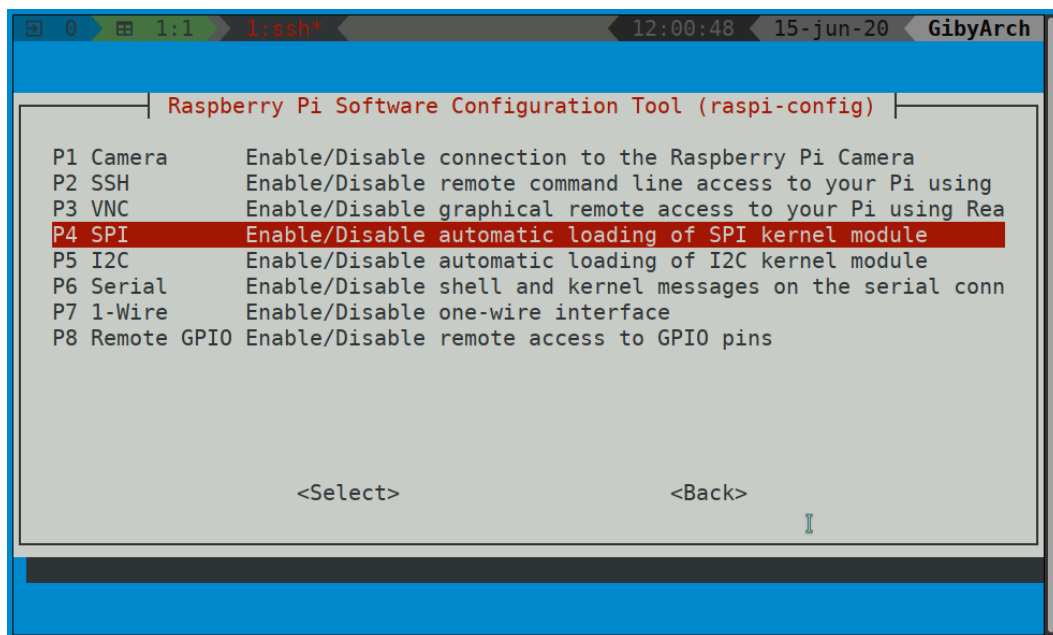 0 1:1 1:ssh* 12:00:48 15-jun-20 GibyArch
Raspberry Pi Software Configuration Tool (raspi-config)
P1 Camera Enable/Disable connection to the Raspberry Pi Camera
P2 SSH Enable/Disable remote command line access to your Pi using
P3 VNC Enable/Disable graphical remote access to your Pi using Rea
P4 SPI Enable/Disable automatic loading of SPI kernel module
P5 I2C Enable/Disable automatic loading of I2C kernel module
P6 Serial Enable/Disable shell and kernel messages on the serial conn
P7 1-Wire Enable/Disable one-wire interface
P8 Remote GPIO Enable/Disable remote access to GPIO pins
<Select> <Back>